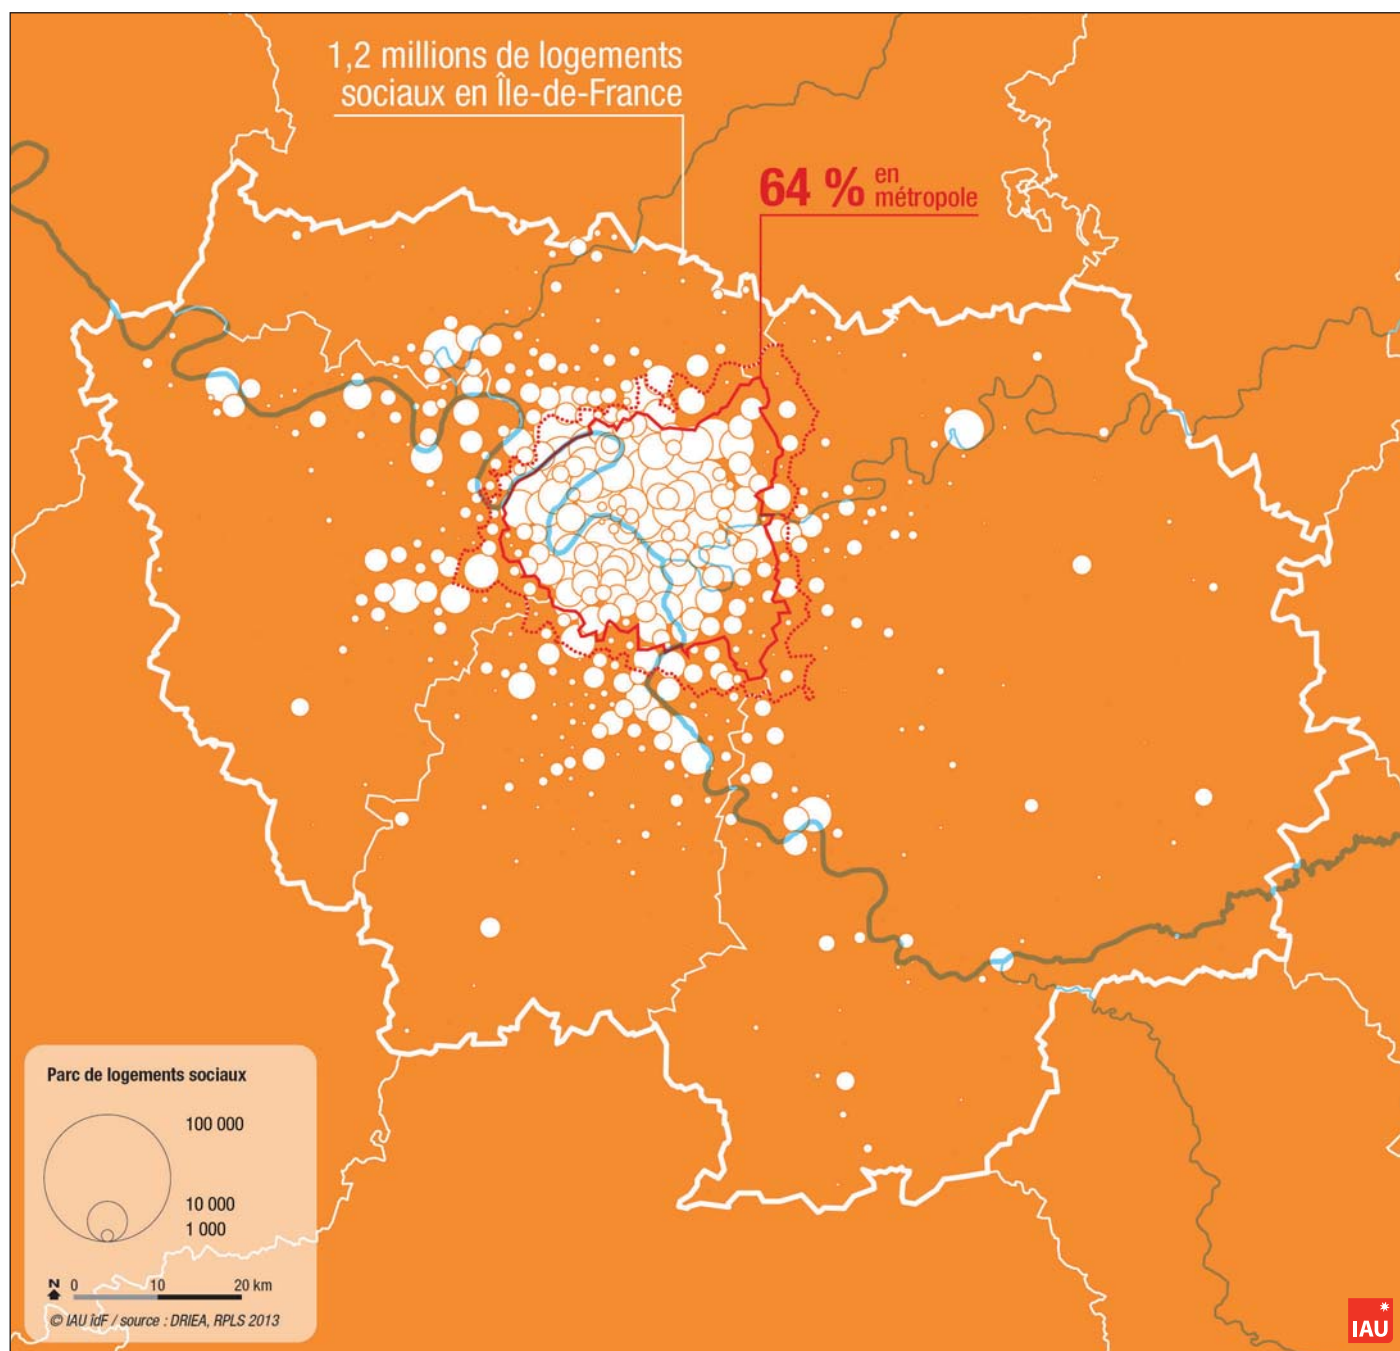 1,2 millions de logements
sociaux en Île-de-France
64 % en
métropole
Parc de logements sociaux
100 000
10 000
1 000
N 0 10 20 km
© IAU îdF / source : DRIEA, RPLS 2013
IAU